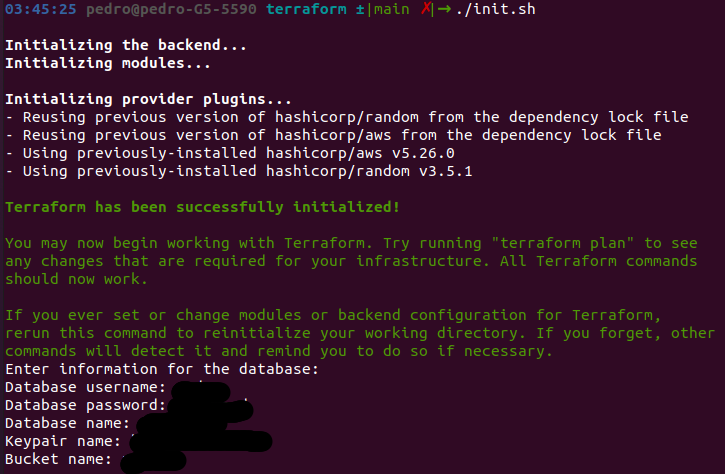 03:45:25 pedro@pedro-G5-5590 terraform ±|main ✗|→ ./init.sh
Initializing the backend...
Initializing modules...
Initializing provider plugins...
- Reusing previous version of hashicorp/random from the dependency lock file
- Reusing previous version of hashicorp/aws from the dependency lock file
- Using previously-installed hashicorp/aws v5.26.0
- Using previously-installed hashicorp/random v3.5.1
Terraform has been successfully initialized!
You may now begin working with Terraform. Try running "terraform plan" to see
any changes that are required for your infrastructure. All Terraform commands
should now work.
If you ever set or change modules or backend configuration for Terraform,
rerun this command to reinitialize your working directory. If you forget, other
commands will detect it and remind you to do so if necessary.
Enter information for the database:
Database username:
Database password:
Database name:
Keypair name:
Bucket name: